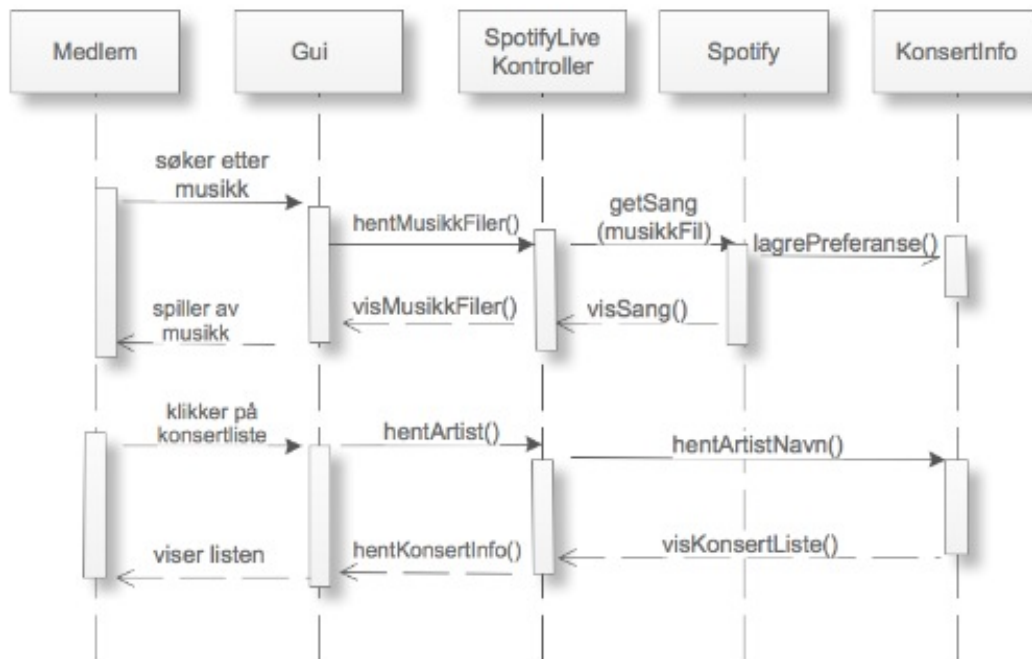 Medlem
Gui
SpotifyLive
Kontroller
Spotify
KonsertInfo
søker etter
musikk
hentMusikkFiler()
getSang
(musikkFil)
lagrePreferanse()
visMusikkFiler()
visSang()
spiller av
musikk
klikker på
konsertliste
hentArtist()
hentArtistNavn()
viser listen
hentKonsertInfo()
visKonsertListe()